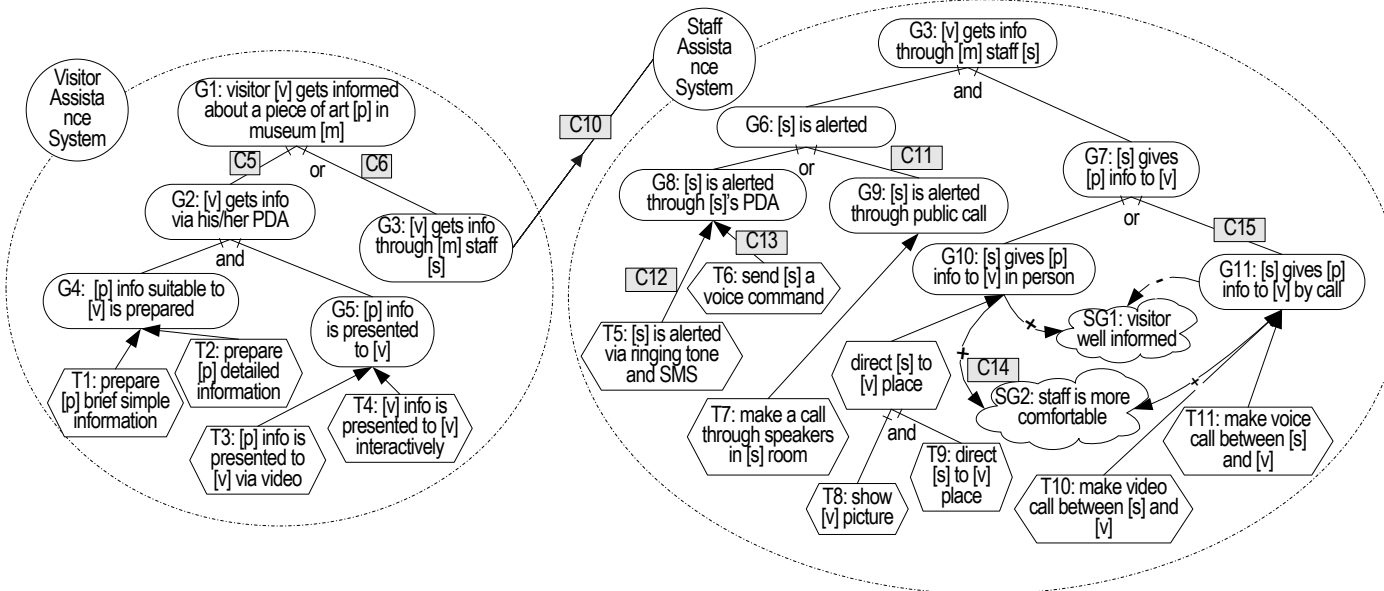 Visitor
Assista
nce
System
G1: visitor [v] gets informed
about a piece of art [p] in
museum [m]
C5
C6
or
G2: [v] gets info
via his/her PDA
and
G3: [v] gets info
through [m] staff
[s]
G4: [p] info suitable to
[v] is prepared
G5: [p] info
is presented
to [v]
T1: prepare
[p] brief simple
information
T2: prepare
[p] detailed
information
T3: [p] info is
presented to
[v] via video
T4: [v] info is
presented to [v]
interactively
C10
Staff
Assista
nce
System
G3: [v] gets info
through [m] staff [s]
and
G6: [s] is alerted
or
C11
G7: [s] gives
[p] info to [v]
or
C15
G8: [s] is alerted
through [s]'s PDA
G9: [s] is alerted
through public call
C12
C13
T6: send [s] a
voice command
T5: [s] is alerted
via ringing tone
and SMS
T7: make a call
through speakers
in [s] room
G10: [s] gives [p]
info to [v] in person
G11: [s] gives [p]
info to [v] by call
-
+
SG1: visitor
well informed
+
C14
SG2: staff is more
comfortable
+
direct [s] to
[v] place
and
T8: show
[v] picture
T9: direct
[s] to [v]
place
T10: make video
call between [s] and
[v]
T11: make voice
call between [s]
and [v]